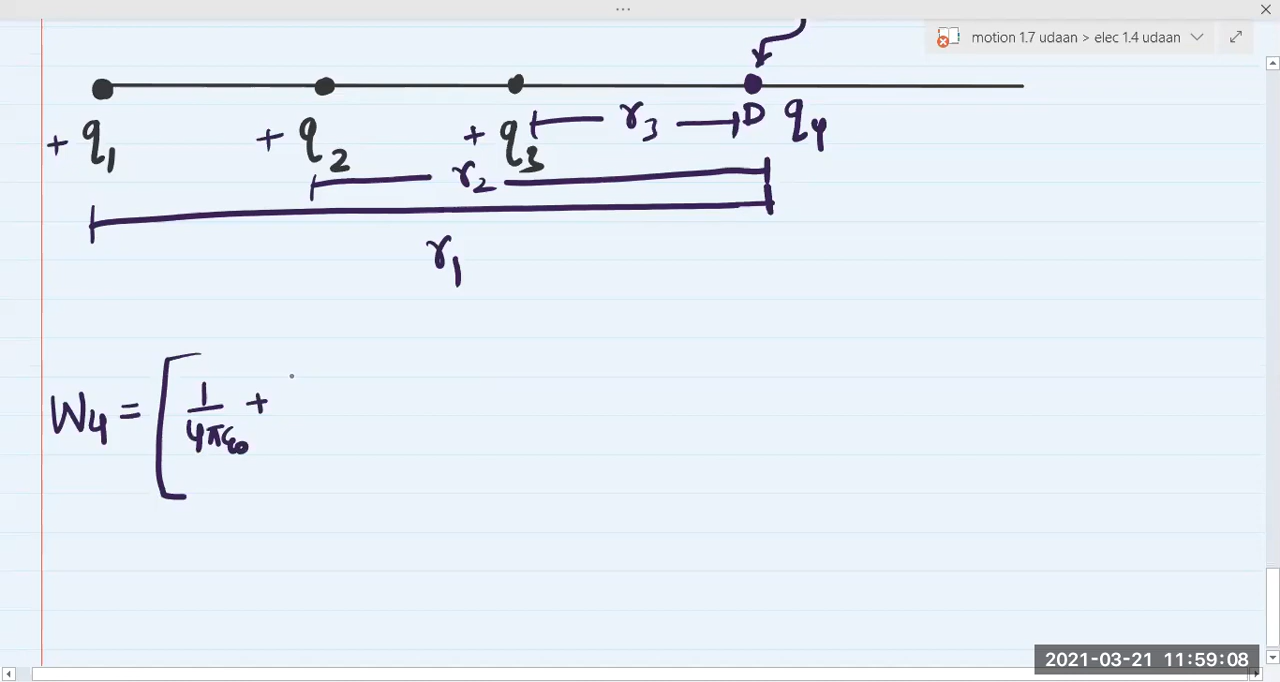 motion 1.7 udaan > elec 1.4 udaan
r₃ D q₄
+ q₁ + q₂ + q₃
r₂
r₁
W₄ = [ 1/4πε₀ +
2021-03-21 11:59:08